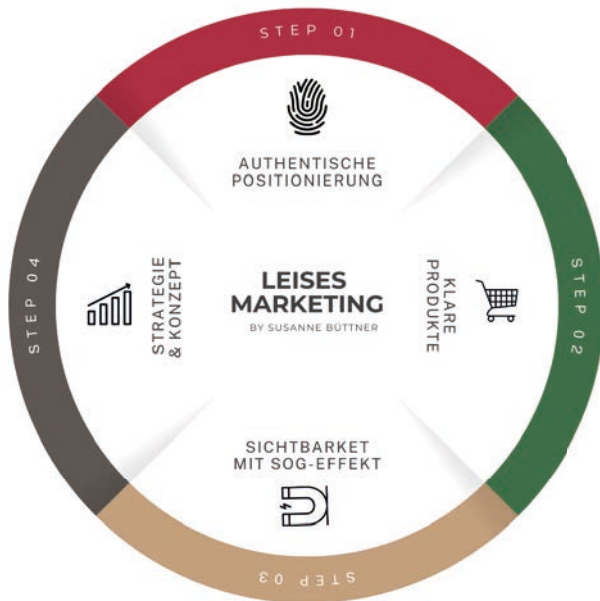 STEP 01
AUTHENTISCHE
POSITIONIERUNG
STEP 02
KLARE
PRODUKTE
STEP 03
SICHTBARKET
MIT SOG-EFFEKT
STEP 04
STRATEGIE
& KONZEPT
LEISES
MARKETING
BY SUSANNE BÜTTNER